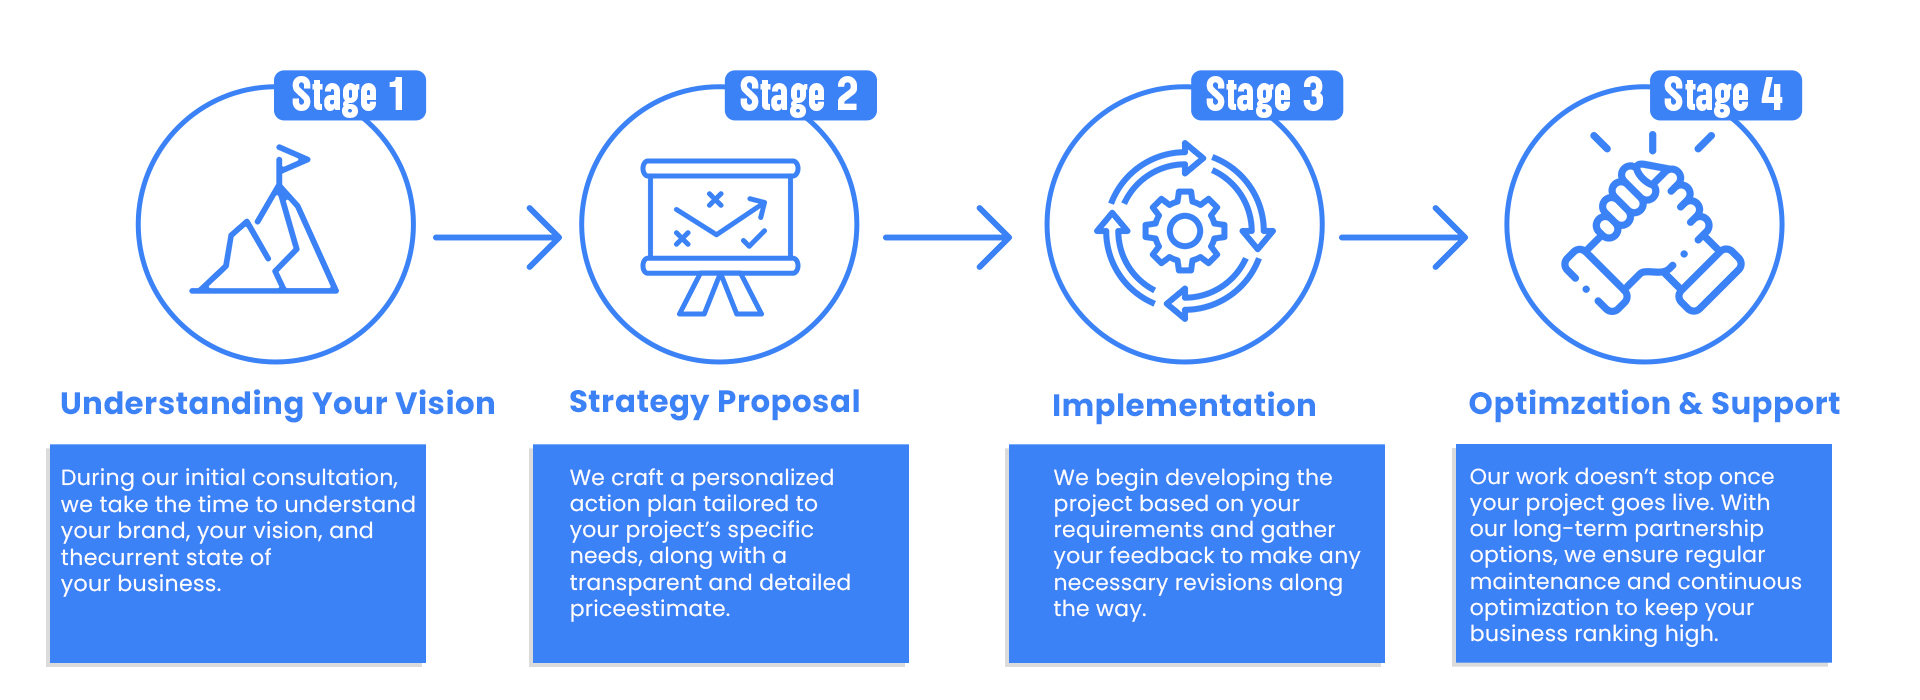 Stage 1
Stage 2
Stage 3
Stage 4
Understanding Your Vision
Strategy Proposal
Implementation
Optimzation & Support
During our initial consultation,
we take the time to understand
your brand, your vision, and
thecurrent state of
your business.
We craft a personalized
action plan tailored to
your project’s specific
needs, along with a
transparent and detailed
priceestimate.
We begin developing the
project based on your
requirements and gather
your feedback to make any
necessary revisions along
the way.
Our work doesn’t stop once
your project goes live. With
our long-term partnership
options, we ensure regular
maintenance and continuous
optimization to keep your
business ranking high.